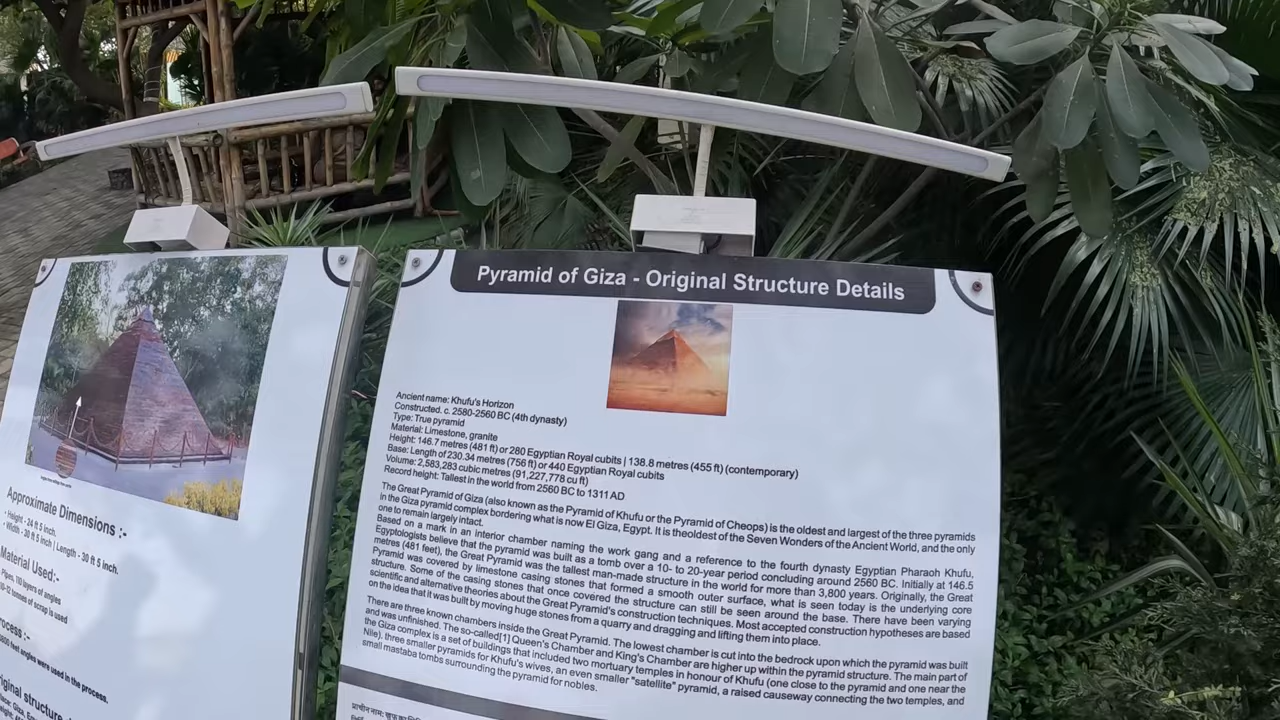 Approximate Dimensions :-
- Height - 24 ft 5 inch.
- Width - 30 ft 5 inch | Length - 30 ft 5 inch.
Material Used:-
Pipes, 110 layers of angles
tonnes of scrap is used
angles were used in the process.
Pyramid of Giza - Original Structure Details
Ancient name: Khufu's Horizon
Constructed. c. 2580-2560 BC (4th dynasty)
Type: True pyramid
Material: Limestone, granite
Height: 146.7 metres (481 ft) or 280 Egyptian Royal cubits | 138.8 metres (455 ft) (contemporary)
Base: Length of 230.34 metres (756 ft) or 440 Egyptian Royal cubits
Volume: 2,583,283 cubic metres (91,227,778 cu ft)
Record height: Tallest in the world from 2560 BC to 1311 AD
The Great Pyramid of Giza (also known as the Pyramid of Khufu or the Pyramid of Cheops) is the oldest and largest of the three pyramids
in the Giza pyramid complex bordering what is now El Giza, Egypt. It is theoldest of the Seven Wonders of the Ancient World, and the only
one to remain largely intact.
Based on a mark in an interior chamber naming the work gang and a reference to the fourth dynasty Egyptian Pharaoh Khufu,
Egyptologists believe that the pyramid was built as a tomb over a 10- to 20-year period concluding around 2560 BC. Initially at 146.5
metres (481 feet), the Great Pyramid was the tallest man-made structure in the world for more than 3,800 years. Originally, the Great
Pyramid was covered by limestone casing stones that formed a smooth outer surface, what is seen today is the underlying core
structure. Some of the casing stones that once covered the structure can still be seen around the base. There have been varying
scientific and alternative theories about the Great Pyramid's construction techniques. Most accepted construction hypotheses are based
on the idea that it was built by moving huge stones from a quarry and dragging and lifting them into place.
There are three known chambers inside the Great Pyramid. The lowest chamber is cut into the bedrock upon which the pyramid was built
and was unfinished. The so-called[1] Queen's Chamber and King's Chamber are higher up within the pyramid structure. The main part of
the Giza complex is a set of buildings that included two mortuary temples in honour of Khufu (one close to the pyramid and one near the
Nile), three smaller pyramids for Khufu's wives, an even smaller "satellite" pyramid, a raised causeway connecting the two temples, and
small mastaba tombs surrounding the pyramid for nobles.
प्राचीन नाम: खुफु का